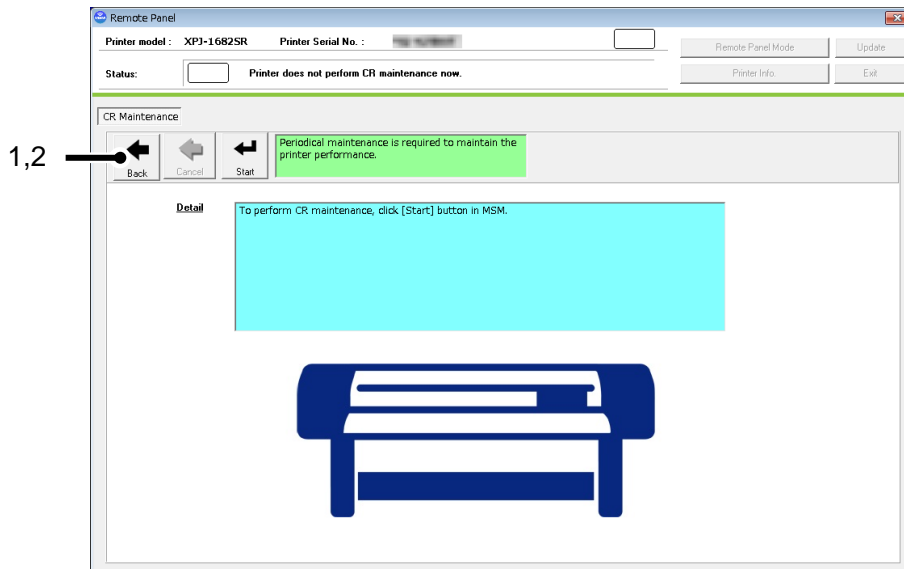 Remote Panel
Printer model : XPJ-1682SR Printer Serial No. :
Remote Panel Mode Update
Status: Printer does not perform CR maintenance now.
Printer Info. Exit
CR Maintenance
1,2
Back Cancel Start
Periodical maintenance is required to maintain the
printer performance.
Detail
To perform CR maintenance, click [Start] button in MSM.